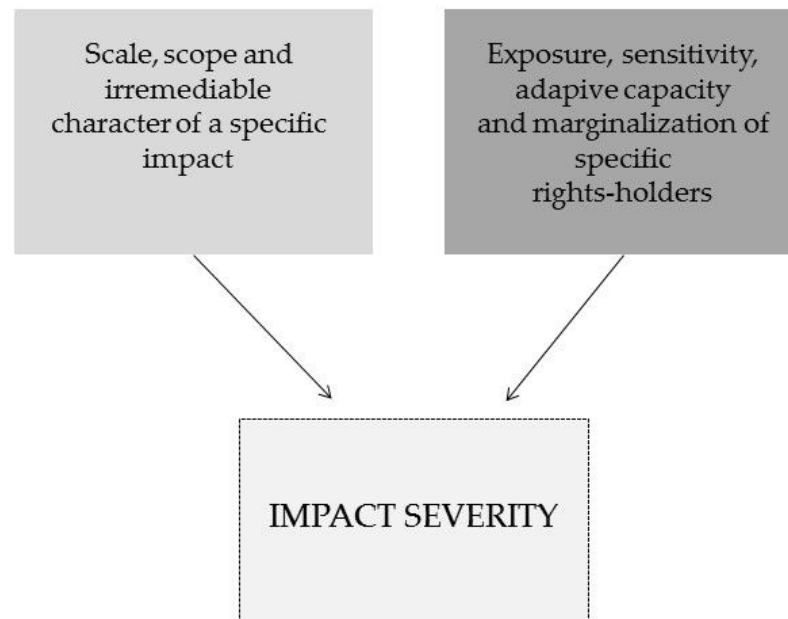 Scale, scope and
irremediable
character of a specific
impact
Exposure, sensitivity,
adapive capacity
and marginalization of
specific
rights-holders
IMPACT SEVERITY